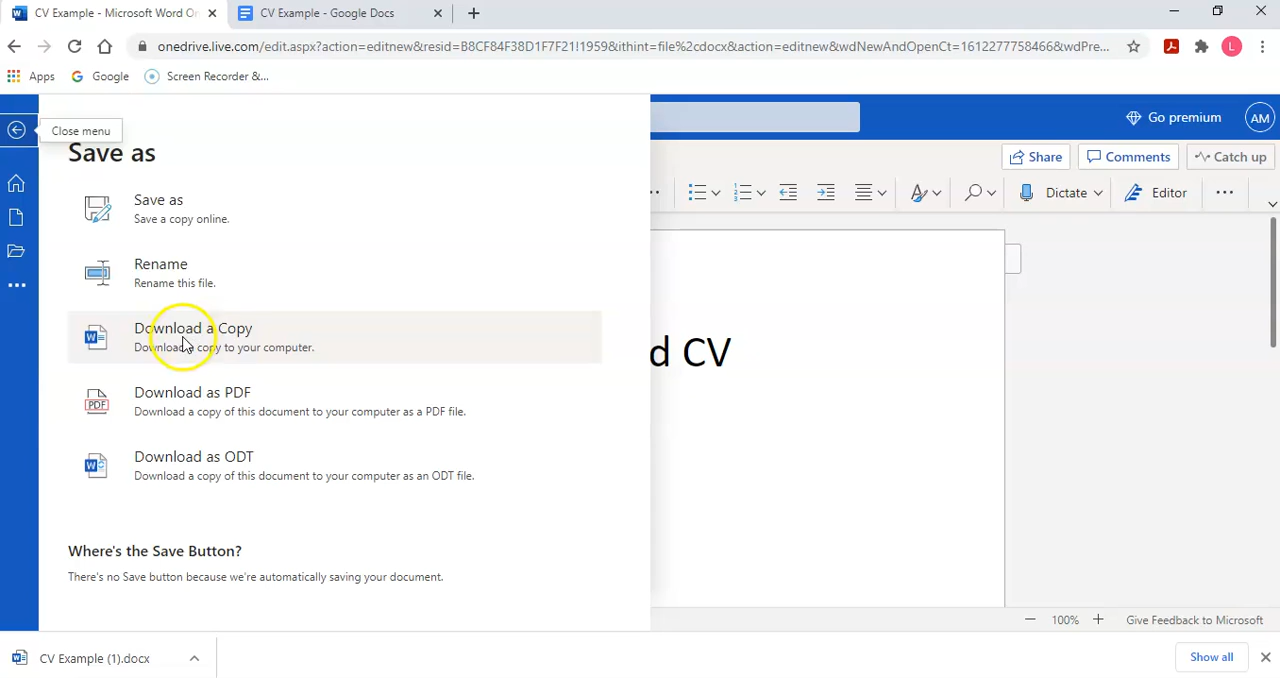 CV Example - Microsoft Word On
CV Example - Google Docs
onedrive.live.com/edit.aspx?action=editnew&resid=B8CF84F38D1F7F21!1959&ithint=file%2cdocx&action=editnew&wdNewAndOpenCt=1612277758466&wdPre...
L
Apps
Google
Screen Recorder &...
Close menu
Go premium
AM
Save as
Share
Comments
Catch up
Save as
Save a copy online.
Dictate
Editor
Rename
Rename this file.
Download a Copy
Download a copy to your computer.
d CV
Download as PDF
PDF
Download a copy of this document to your computer as a PDF file.
Download as ODT
Download a copy of this document to your computer as an ODT file.
Where's the Save Button?
There's no Save button because we're automatically saving your document.
100%
Give Feedback to Microsoft
CV Example (1).docx
Show all